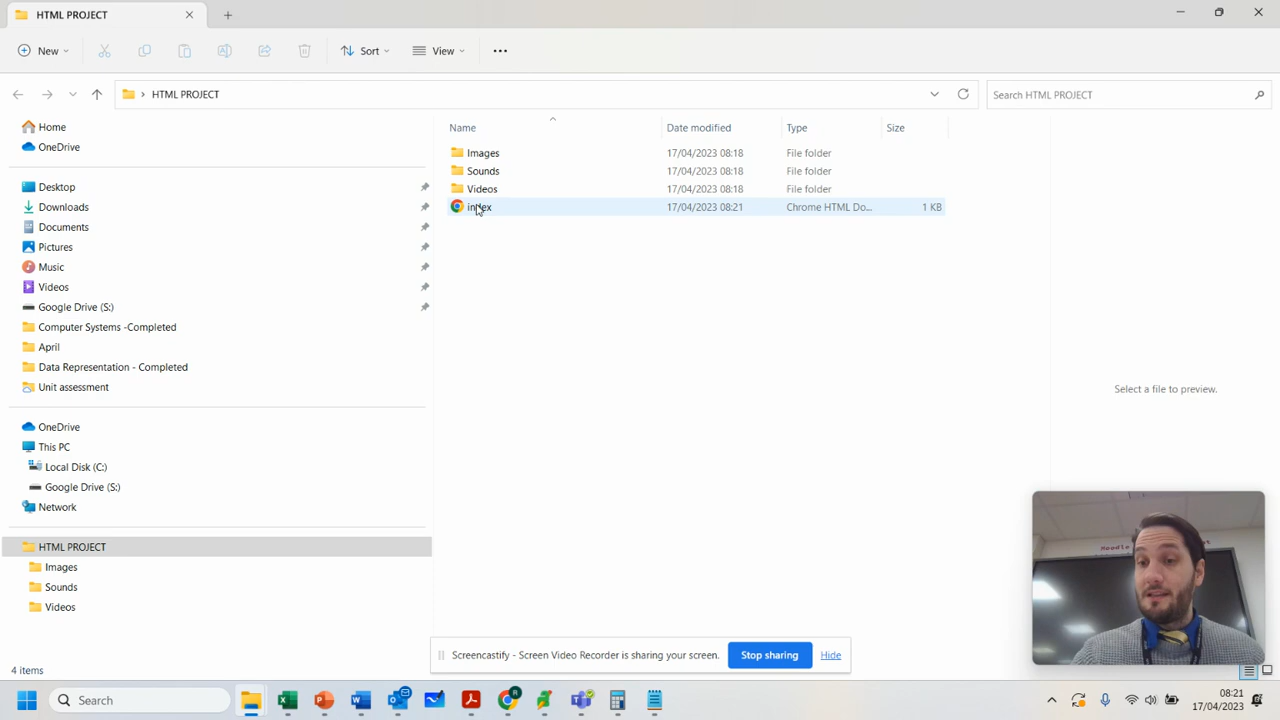 HTML PROJECT
New
Sort
View
HTML PROJECT
Search HTML PROJECT
Home
OneDrive
Desktop
Downloads
Documents
Pictures
Music
Videos
Google Drive (S:)
Computer Systems -Completed
April
Data Representation - Completed
Unit assessment
OneDrive
This PC
Local Disk (C:)
Google Drive (S:)
Network
HTML PROJECT
Images
Sounds
Videos
Name Date modified Type Size
Images 17/04/2023 08:18 File folder
Sounds 17/04/2023 08:18 File folder
Videos 17/04/2023 08:18 File folder
index 17/04/2023 08:21 Chrome HTML Do... 1 KB
Select a file to preview.
Moodle
Screencastify - Screen Video Recorder is sharing your screen. Stop sharing Hide
4 items
Search
08:21
17/04/2023